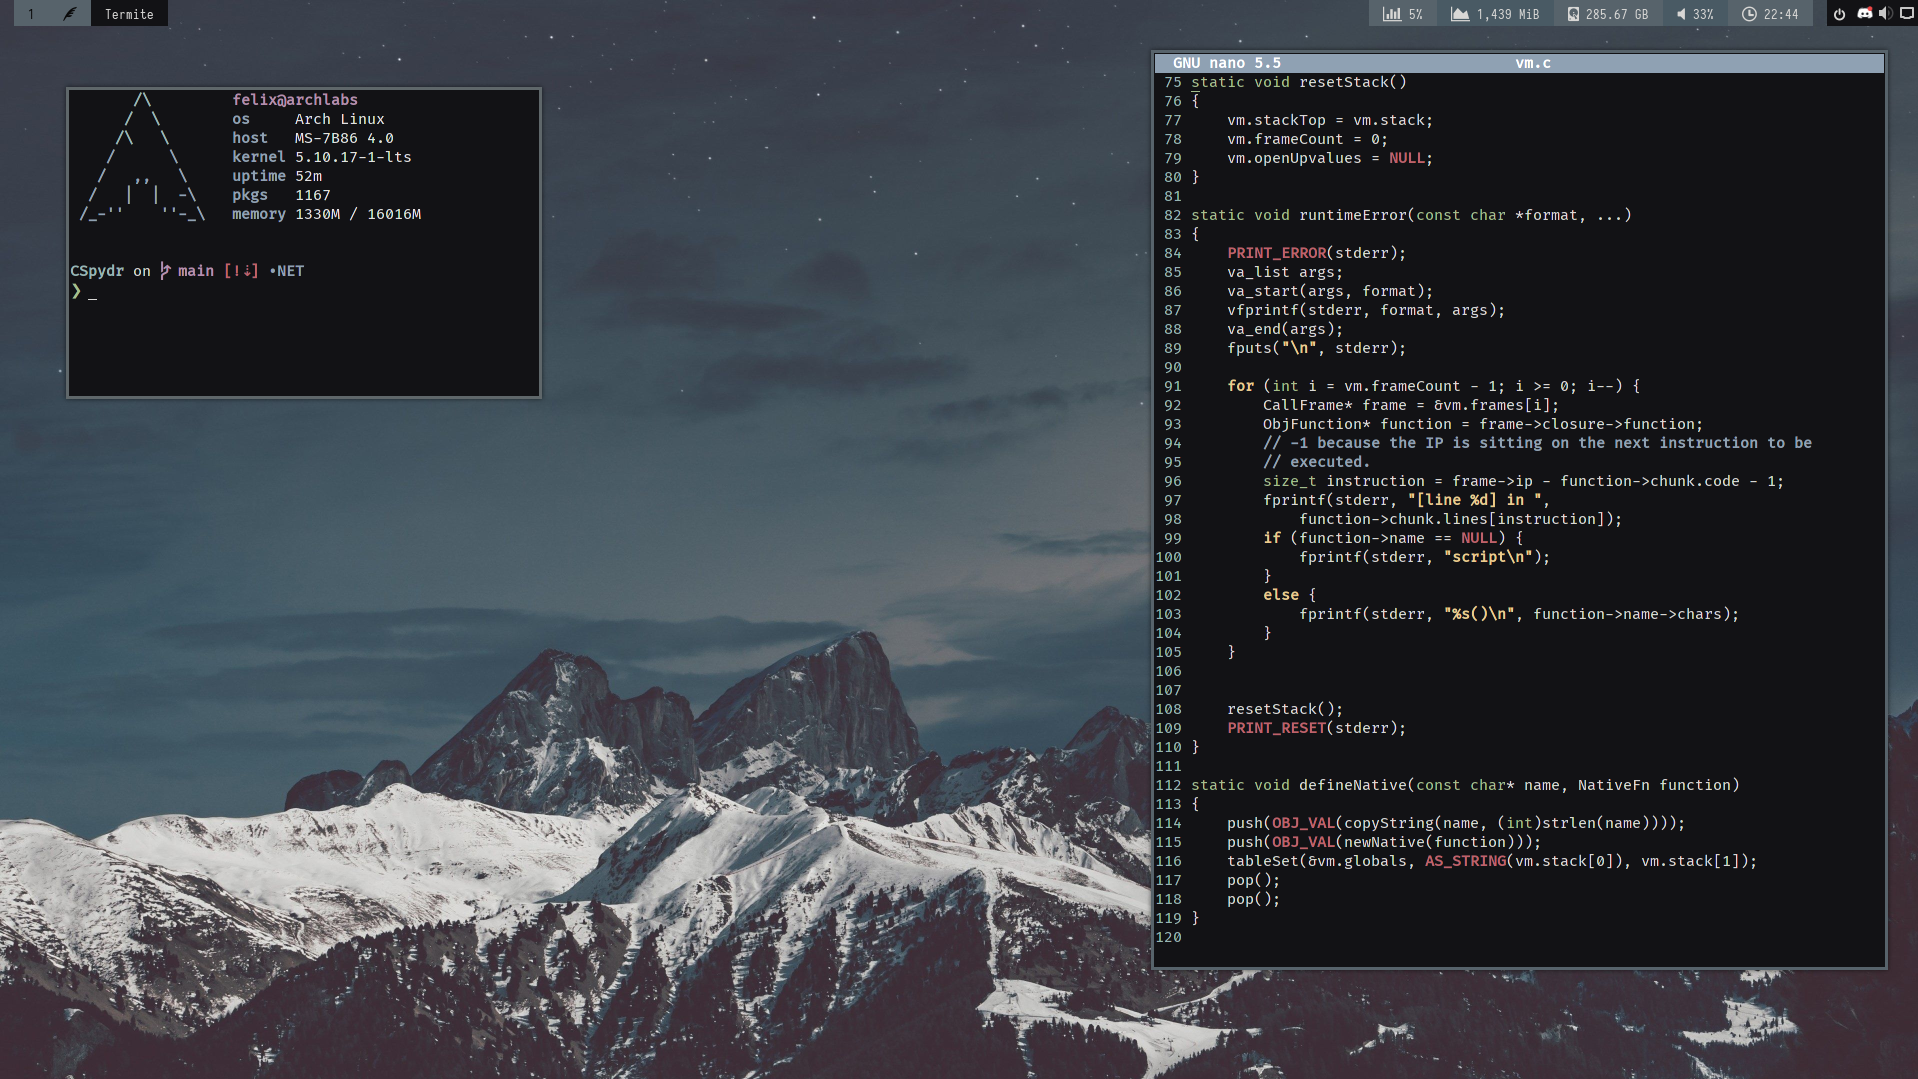 1
Termite
5%
1,439 MiB
285.67 GB
33%
22:44
felix@archlabs
os Arch Linux
host MS-7B86 4.0
kernel 5.10.17-1-lts
uptime 52m
pkgs 1167
memory 1330M / 16016M
CSpydr on main [!⇣] •NET
❯ _
GNU nano 5.5 vm.c
75 static void resetStack()
76 {
77     vm.stackTop = vm.stack;
78     vm.frameCount = 0;
79     vm.openUpvalues = NULL;
80 }
81
82 static void runtimeError(const char *format, ...)
83 {
84     PRINT_ERROR(stderr);
85     va_list args;
86     va_start(args, format);
87     vfprintf(stderr, format, args);
88     va_end(args);
89     fputs("\n", stderr);
90
91     for (int i = vm.frameCount - 1; i >= 0; i--) {
92         CallFrame* frame = &vm.frames[i];
93         ObjFunction* function = frame->closure->function;
94         // -1 because the IP is sitting on the next instruction to be
95         // executed.
96         size_t instruction = frame->ip - function->chunk.code - 1;
97         fprintf(stderr, "[line %d] in ",
98             function->chunk.lines[instruction]);
99         if (function->name == NULL) {
100             fprintf(stderr, "script\n");
101         }
102         else {
103             fprintf(stderr, "%s()\n", function->name->chars);
104         }
105     }
106
107
108     resetStack();
109     PRINT_RESET(stderr);
110 }
111
112 static void defineNative(const char* name, NativeFn function)
113 {
114     push(OBJ_VAL(copyString(name, (int)strlen(name))));
115     push(OBJ_VAL(newNative(function)));
116     tableSet(&vm.globals, AS_STRING(vm.stack[0]), vm.stack[1]);
117     pop();
118     pop();
119 }
120